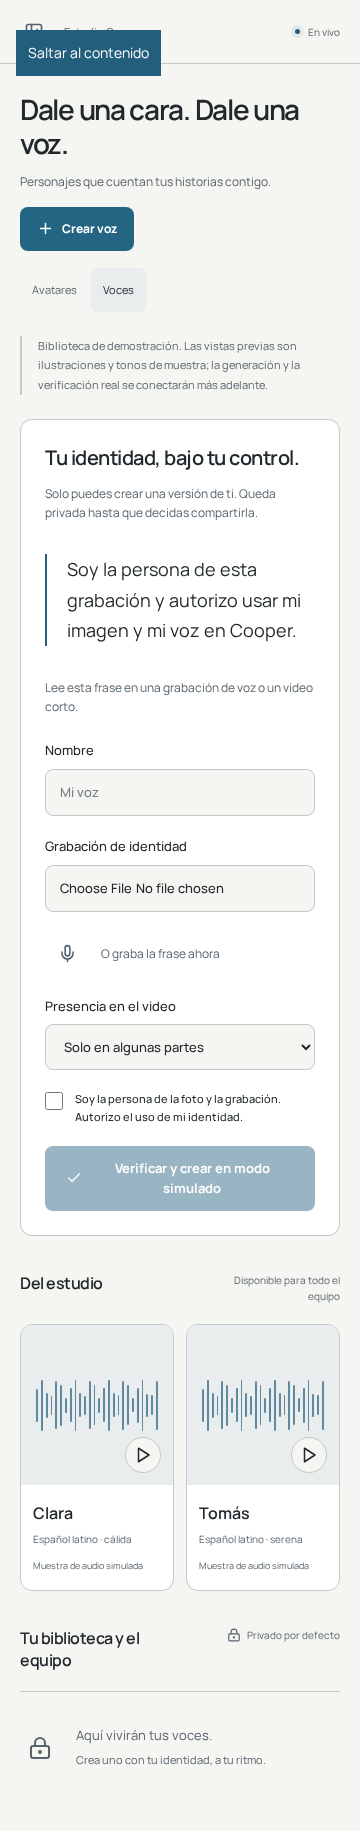 Saltar al contenido
En vivo
Dale una cara. Dale una
voz.
Personajes que cuentan tus historias contigo.
Crear voz
Avatares
Voces
Biblioteca de demostración. Las vistas previas son
ilustraciones y tonos de muestra; la generación y la
verificación real se conectarán más adelante.
Tu identidad, bajo tu control.
Solo puedes crear una versión de ti. Queda
privada hasta que decidas compartirla.
Soy la persona de esta
grabación y autorizo usar mi
imagen y mi voz en Cooper.
Lee esta frase en una grabación de voz o un video
corto.
Nombre
Mi voz
Grabación de identidad
Choose File No file chosen
O graba la frase ahora
Presencia en el video
Solo en algunas partes
Soy la persona de la foto y la grabación.
Autorizo el uso de mi identidad.
Verificar y crear en modo
simulado
Del estudio
Disponible para todo el
equipo
Clara
Español latino · cálida
Muestra de audio simulada
Tomás
Español latino · serena
Muestra de audio simulada
Tu biblioteca y el
equipo
Privado por defecto
Aquí vivirán tus voces.
Crea uno con tu identidad, a tu ritmo.